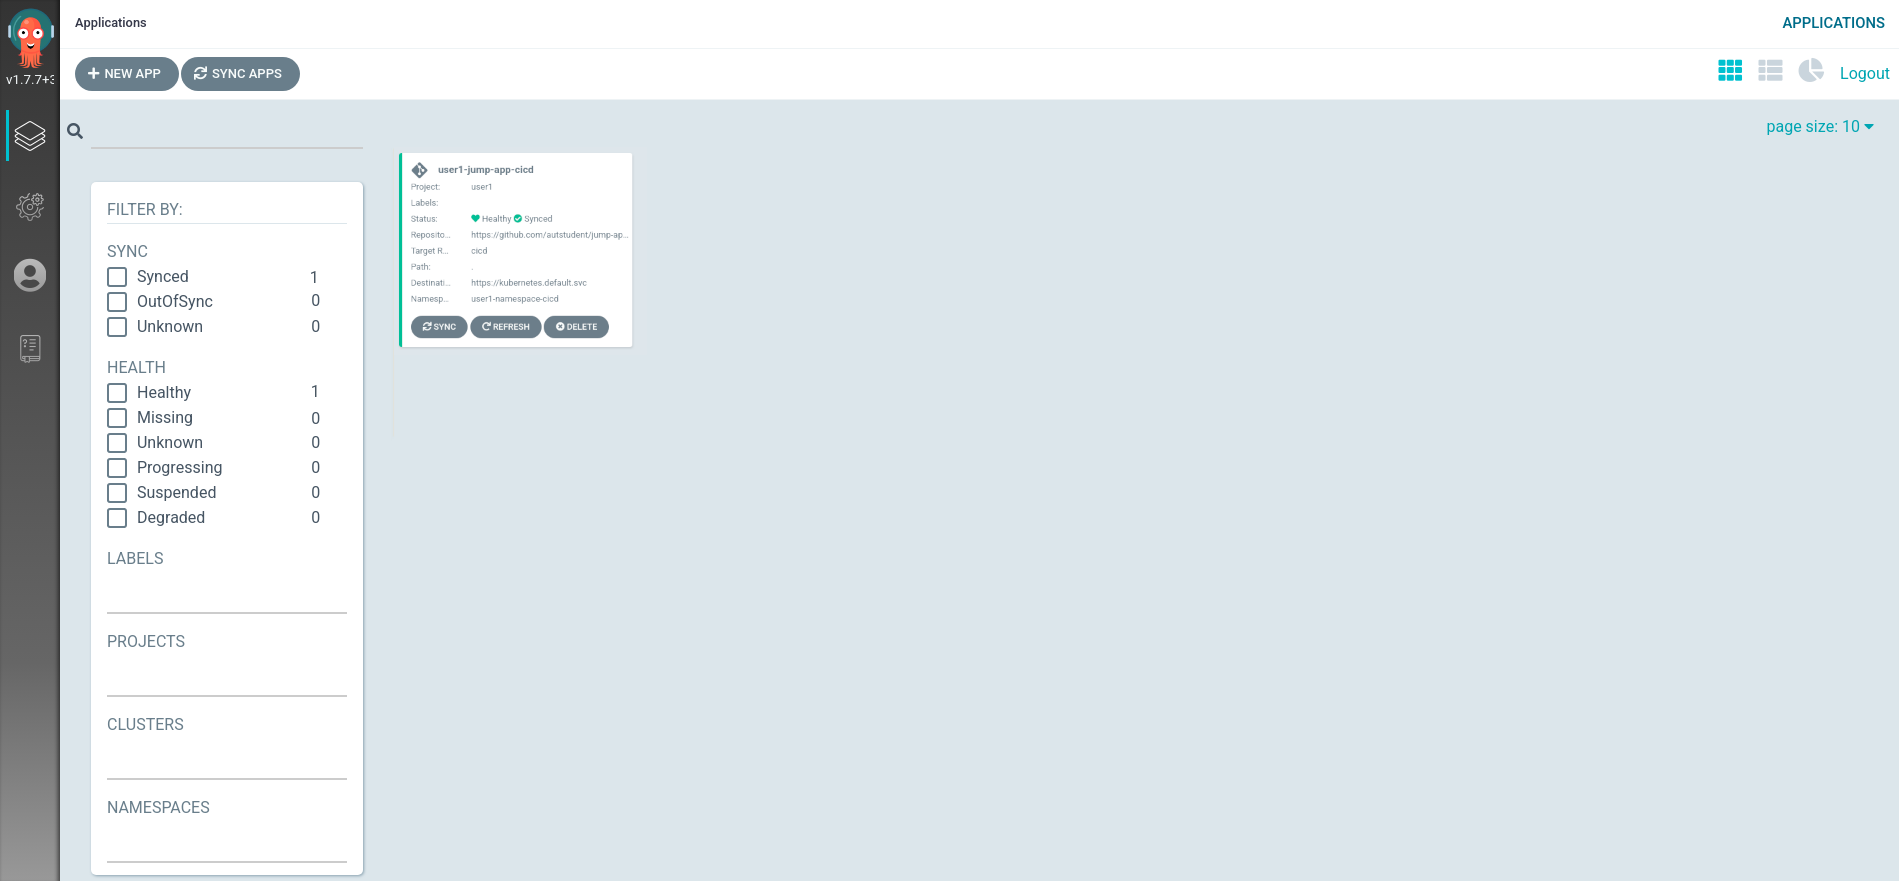 Applications
APPLICATIONS
v1.7.7+3
NEW APP
SYNC APPS
Logout
page size: 10
FILTER BY:
SYNC
Synced 1
OutOfSync 0
Unknown 0
HEALTH
Healthy 1
Missing 0
Unknown 0
Progressing 0
Suspended 0
Degraded 0
LABELS
PROJECTS
CLUSTERS
NAMESPACES
user1-jump-app-cicd
Project: user1
Labels:
Status: Healthy Synced
Reposito... https://github.com/autstudent/jump-ap...
Target R... cicd
Path: .
Destinati... https://kubernetes.default.svc
Namesp... user1-namespace-cicd
SYNC REFRESH DELETE